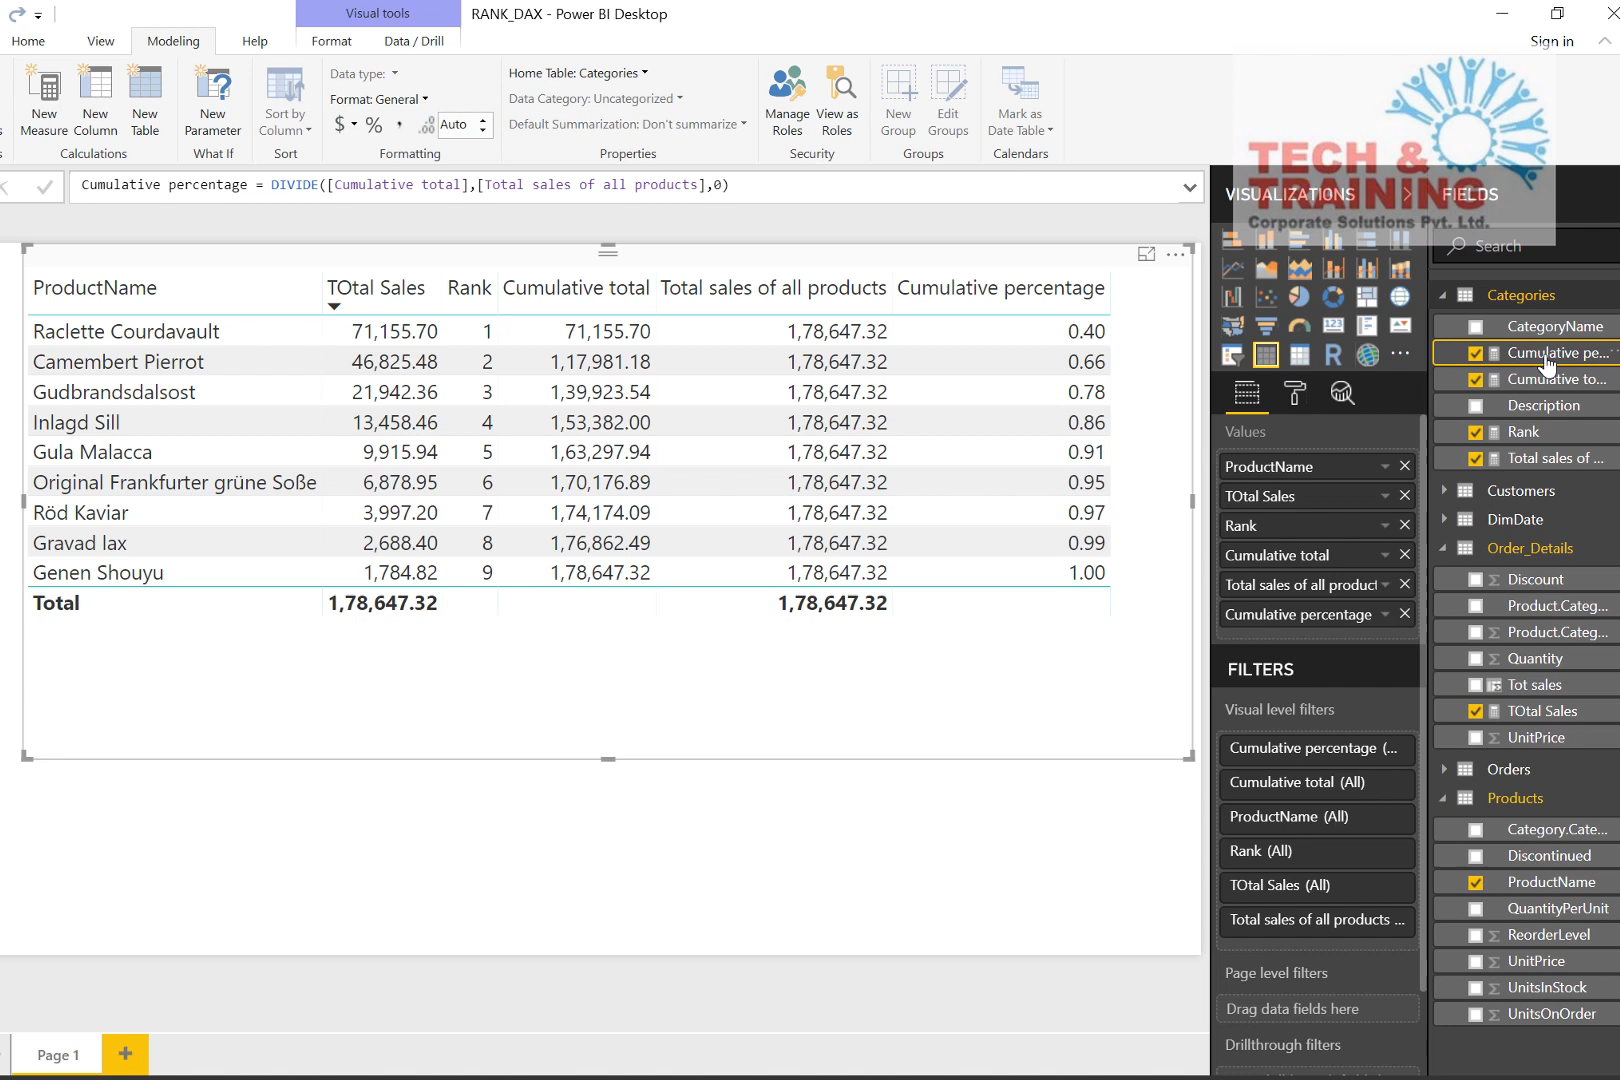 Visual tools
RANK_DAX - Power BI Desktop
Home
View
Modeling
Help
Format
Data / Drill
Sign in
New Measure
New Column
New Table
Calculations
New Parameter
What If
Sort by Column
Sort
Data type:
Format: General
$ % , .00 Auto
Formatting
Home Table: Categories
Data Category: Uncategorized
Default Summarization: Don't summarize
Properties
Manage Roles
View as Roles
Security
New Group
Edit Groups
Groups
Mark as Date Table
Calendars
TECH & TRAINING
Corporate Solutions Pvt. Ltd.
Cumulative percentage = DIVIDE([Cumulative total],[Total sales of all products],0)
ProductName TOtal Sales Rank Cumulative total Total sales of all products Cumulative percentage
Raclette Courdavault 71,155.70 1 71,155.70 1,78,647.32 0.40
Camembert Pierrot 46,825.48 2 1,17,981.18 1,78,647.32 0.66
Gudbrandsdalsost 21,942.36 3 1,39,923.54 1,78,647.32 0.78
Inlagd Sill 13,458.46 4 1,53,382.00 1,78,647.32 0.86
Gula Malacca 9,915.94 5 1,63,297.94 1,78,647.32 0.91
Original Frankfurter grüne Soße 6,878.95 6 1,70,176.89 1,78,647.32 0.95
Röd Kaviar 3,997.20 7 1,74,174.09 1,78,647.32 0.97
Gravad lax 2,688.40 8 1,76,862.49 1,78,647.32 0.99
Genen Shouyu 1,784.82 9 1,78,647.32 1,78,647.32 1.00
Total 1,78,647.32 1,78,647.32
Page 1
VISUALIZATIONS
123
R
Values
ProductName
TOtal Sales
Rank
Cumulative total
Total sales of all product
Cumulative percentage
FILTERS
Visual level filters
Cumulative percentage (...
Cumulative total (All)
ProductName (All)
Rank (All)
TOtal Sales (All)
Total sales of all products ...
Page level filters
Drag data fields here
Drillthrough filters
FIELDS
Search
Categories
CategoryName
Cumulative pe...
Cumulative to...
Description
Rank
Total sales of ...
Customers
DimDate
Order_Details
Discount
Product.Categ...
Product.Categ...
Quantity
Tot sales
TOtal Sales
UnitPrice
Orders
Products
Category.Cate...
Discontinued
ProductName
QuantityPerUnit
ReorderLevel
UnitPrice
UnitsInStock
UnitsOnOrder